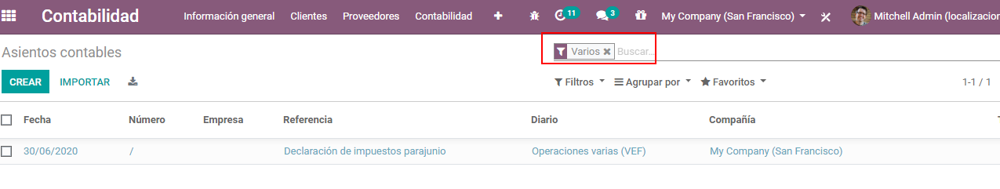 Contabilidad Información general Clientes Proveedores Contabilidad 11 3 My Company (San Francisco) Mitchell Admin (localizacion
Asientos contables Varios Buscar...
CREAR IMPORTAR Filtros Agrupar por Favoritos 1-1 / 1
Fecha Número Empresa Referencia Diario Compañía
30/06/2020 / Declaración de impuestos parajunio Operaciones varias (VEF) My Company (San Francisco)